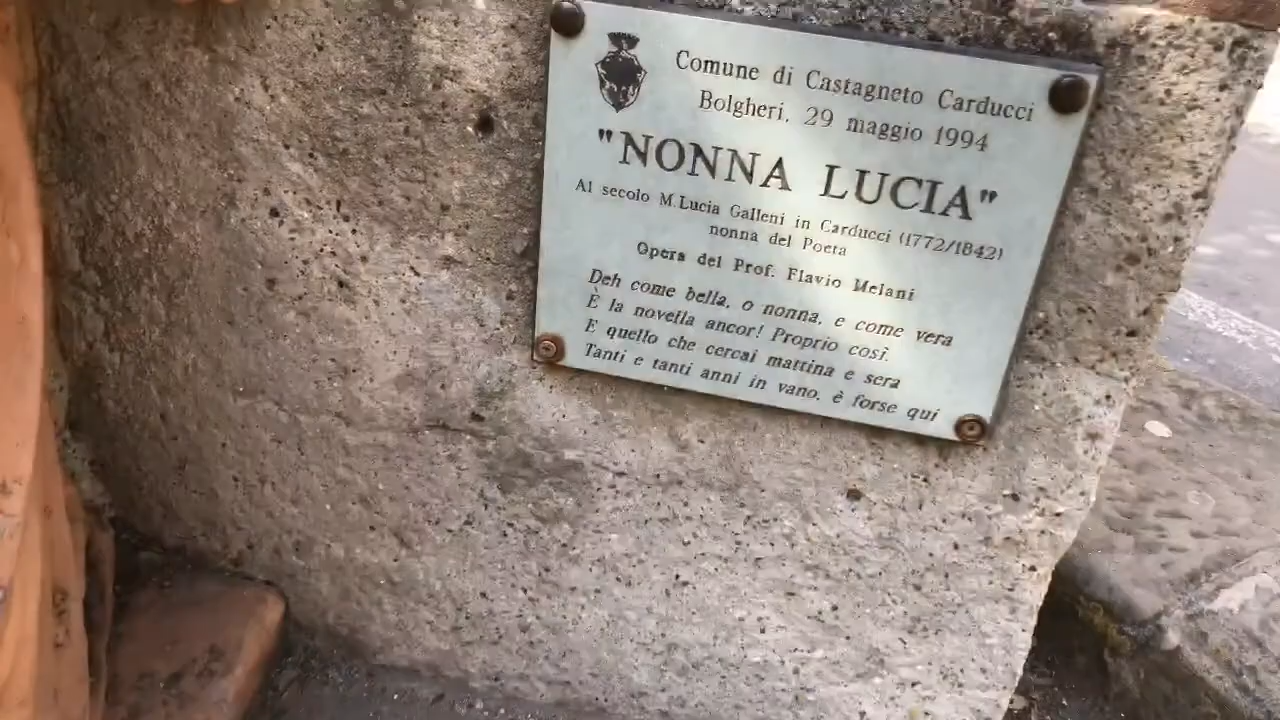 Comune di Castagneto Carducci
Bolgheri, 29 maggio 1994
"NONNA LUCIA"
Al secolo M.Lucia Galleni in Carducci (1772/1842)
nonna del Poeta
Opera del Prof. Flavio Melani
Deh come bella, o nonna, e come vera
È la novella ancor! Proprio così.
E quello che cercai mattina e sera
Tanti e tanti anni in vano, è forse qui